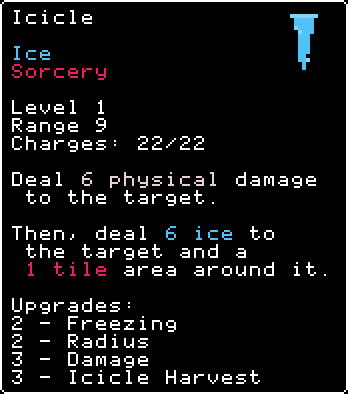 Icicle
Ice
Sorcery
Level 1
Range 9
Charges: 22/22
Deal 6 physical damage
to the target.
Then, deal 6 ice to
the target and a
1 tile area around it.
Upgrades:
2 - Freezing
2 - Radius
3 - Damage
3 - Icicle Harvest